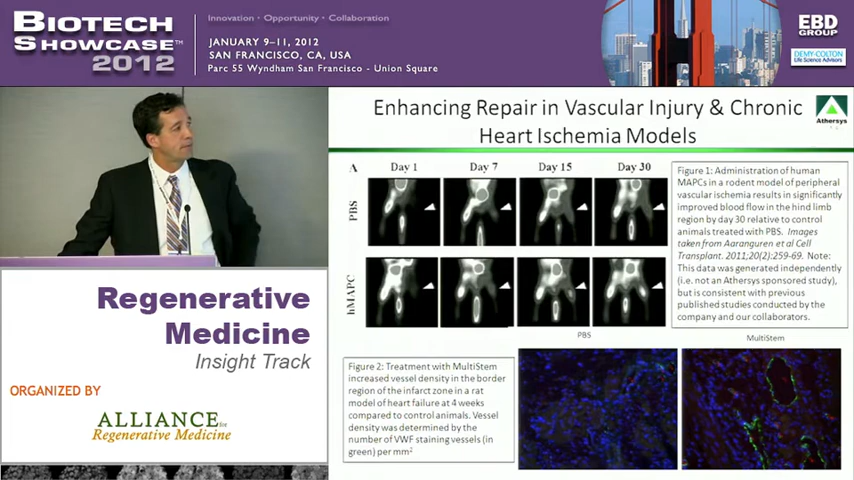 BIOTECH
SHOWCASE™
2012
Innovation • Opportunity • Collaboration
JANUARY 9–11, 2012
SAN FRANCISCO, CA, USA
Parc 55 Wyndham San Francisco - Union Square
EBD
GROUP
DEMY-COLTON
Life Science Advisors
Enhancing Repair in Vascular Injury & Chronic
Heart Ischemia Models
Athersys
A
Day 1
Day 7
Day 15
Day 30
PBS
hMAPC
Figure 1: Administration of human
MAPCs in a rodent model of peripheral
vascular ischemia results in significantly
improved blood flow in the hind limb
region by day 30 relative to control
animals treated with PBS. Images
taken from Aaranguren et al Cell
Transplant. 2011;20(2):259-69. Note:
This data was generated independently
(i.e. not an Athersys sponsored study),
but is consistent with previous
published studies conducted by the
company and our collaborators.
PBS
MultiStem
Figure 2: Treatment with MultiStem
increased vessel density in the border
region of the infarct zone in a rat
model of heart failure at 4 weeks
compared to control animals. Vessel
density was determined by the
number of VWF staining vessels (in
green) per mm²
Regenerative
Medicine
Insight Track
ORGANIZED BY
ALLIANCE for
Regenerative Medicine